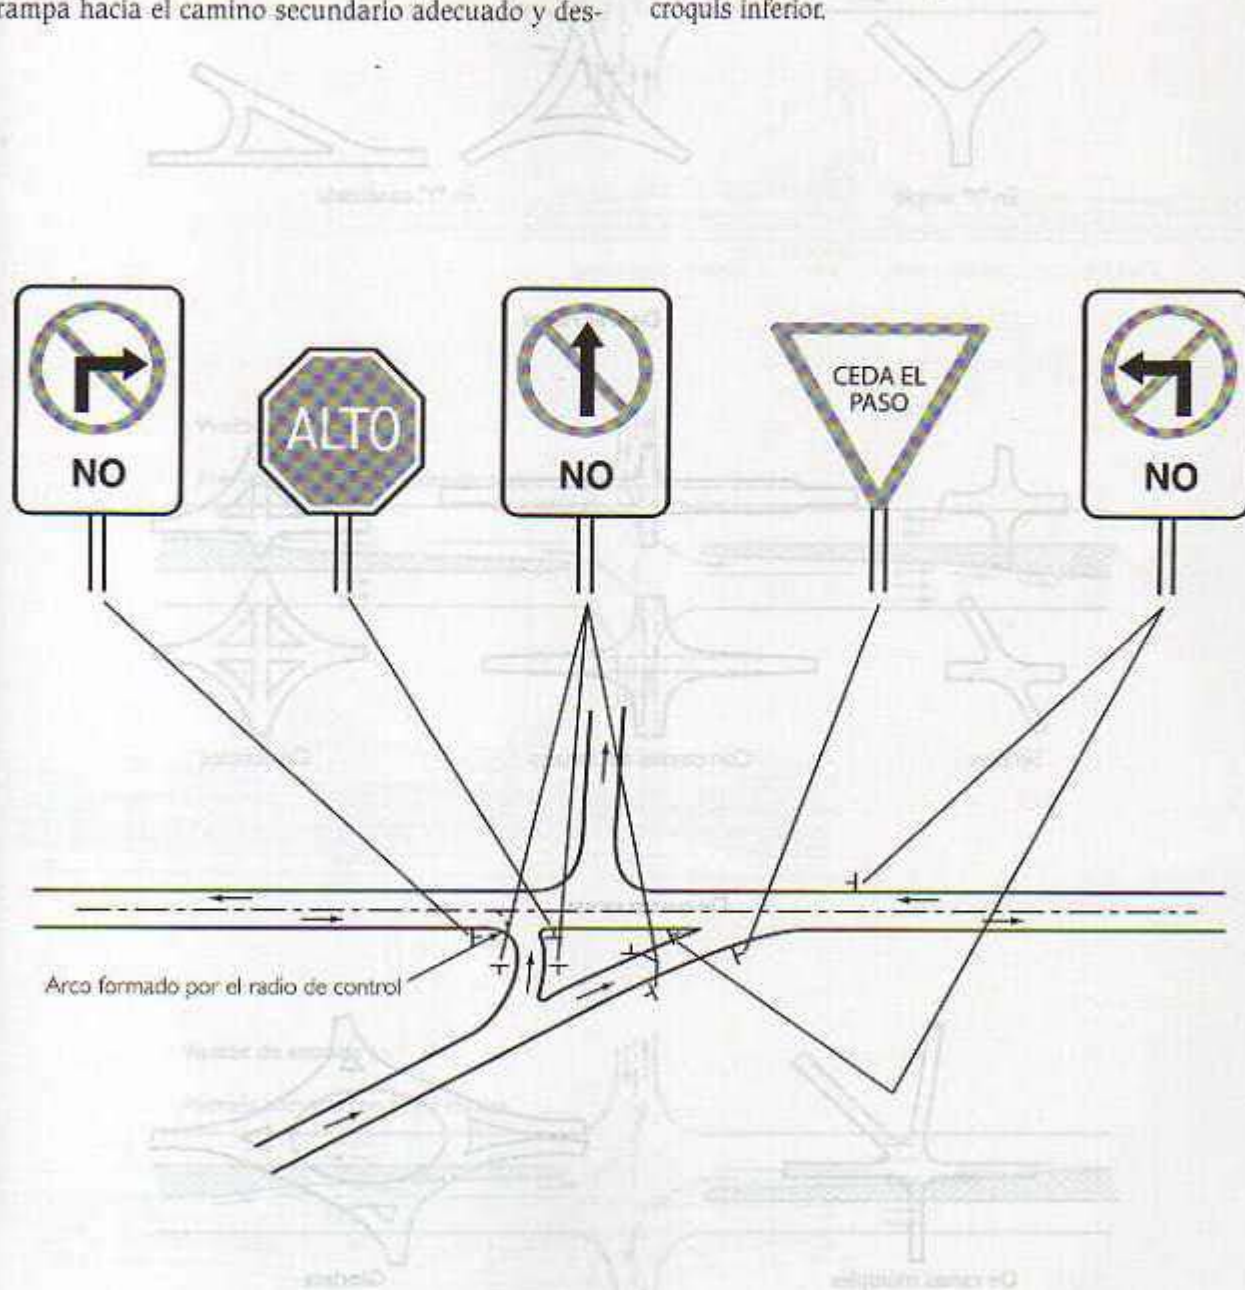 rampa hacia el camino secundario adecuado y des-
croquis inferior.
NO
ALTO
NO
CEDA EL
PASO
NO
Arco formado por el radio de control